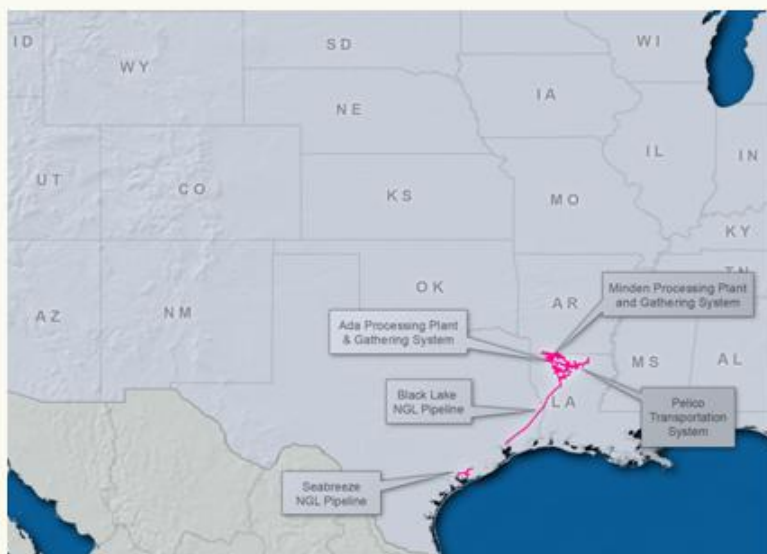 ID
SD
WI
WY
IA
NE
IL
IN
UT
CO
KS
MO
KY
TN
OK
AR
Minden Processing Plant
and Gathering System
AZ
NM
Ada Processing Plant
& Gathering System
MS
AL
Black Lake
NGL Pipeline
LA
Pelico
Transportation
System
Seabreeze
NGL Pipeline